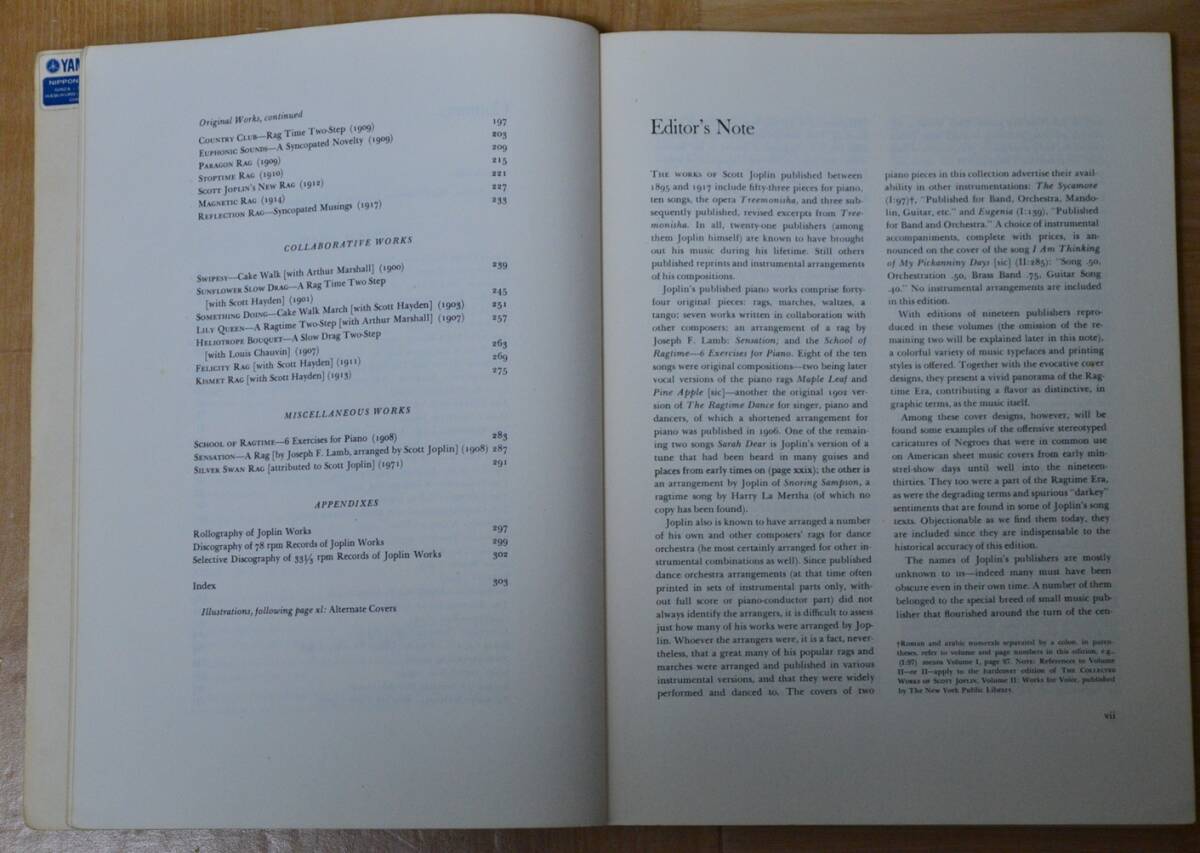 YAM
NIPPON
Original Works, continued
COUNTRY CLUB—Rag Time Two-Step (1909) 197
EUPHONIC SOUNDS—A Syncopated Novelty (1909) 203
PARAGON RAG (1909) 209
STOPTIME RAG (1910) 215
SCOTT JOPLIN'S NEW RAG (1912) 221
MAGNETIC RAG (1914) 227
REFLECTION RAG—Syncopated Musings (1917) 233
COLLABORATIVE WORKS
SWIPESY—Cake Walk [with Arthur Marshall] (1900) 239
SUNFLOWER SLOW DRAG—A Rag Time Two Step
[with Scott Hayden] (1901) 245
SOMETHING DOING—Cake Walk March [with Scott Hayden] (1903) 251
LILY QUEEN—A Ragtime Two-Step [with Arthur Marshall] (1907) 257
HELIOTROPE BOUQUET—A Slow Drag Two-Step
[with Louis Chauvin] (1907) 263
FELICITY RAG [with Scott Hayden] (1911) 269
KISMET RAG [with Scott Hayden] (1913) 275
MISCELLANEOUS WORKS
SCHOOL OF RAGTIME—6 Exercises for Piano (1908) 283
SENSATION—A Rag [by Joseph F. Lamb, arranged by Scott Joplin] (1908) 287
SILVER SWAN RAG [attributed to Scott Joplin] (1971) 291
APPENDIXES
Rollography of Joplin Works 297
Discography of 78 rpm Records of Joplin Works 299
Selective Discography of 33⅓ rpm Records of Joplin Works 302
Index 303
Illustrations, following page xl: Alternate Covers
Editor's Note
THE WORKS OF Scott Joplin published between
1895 and 1917 include fifty-three pieces for piano,
ten songs, the opera Treemonisha, and three sub-
sequently published, revised excerpts from Tree-
monisha. In all, twenty-one publishers (among
them Joplin himself) are known to have brought
out his music during his lifetime. Still others
published reprints and instrumental arrangements
of his compositions.
Joplin's published piano works comprise forty-
four original pieces: rags, marches, waltzes, a
tango; seven works written in collaboration with
other composers; an arrangement of a rag by
Joseph F. Lamb: Sensation; and the School of
Ragtime—6 Exercises for Piano. Eight of the ten
songs were original compositions—two being later
vocal versions of the piano rags Maple Leaf and
Pine Apple [sic]—another the original 1902 ver-
sion of The Ragtime Dance for singer, piano and
dancers, of which a shortened arrangement for
piano was published in 1906. One of the remain-
ing two songs Sarah Dear is Joplin's version of a
tune that had been heard in many guises and
places from early times on (page xxix); the other is
an arrangement by Joplin of Snoring Sampson, a
ragtime song by Harry La Mertha (of which no
copy has been found).
Joplin also is known to have arranged a number
of his own and other composers' rags for dance
orchestra (he most certainly arranged for other in-
strumental combinations as well). Since published
dance orchestra arrangements (at that time often
printed in sets of instrumental parts only, with-
out full score or piano-conductor part) did not
always identify the arrangers, it is difficult to assess
just how many of his works were arranged by Jop-
lin. Whoever the arrangers were, it is a fact, never-
theless, that a great many of his popular rags and
marches were arranged and published in various
instrumental versions, and that they were widely
performed and danced to. The covers of two
piano pieces in this collection advertise their avail-
ability in other instrumentations: The Sycamore
(I:97)†, "Published for Band, Orchestra, Mando-
lin, Guitar, etc." and Eugenia (I:139), "Published
for Band and Orchestra." A choice of instrumental
accompaniments, complete with prices, is an-
nounced on the cover of the song I Am Thinking
of My Pickanniny Days [sic] (II:285): "Song .50,
Orchestration .50, Brass Band .75, Guitar Song
.40." No instrumental arrangements are included
in this edition.
With editions of nineteen publishers repro-
duced in these volumes (the omission of the re-
maining two will be explained later in this note),
a colorful variety of music typefaces and printing
styles is offered. Together with the evocative cover
designs, they present a vivid panorama of the Rag-
time Era, contributing a flavor as distinctive, in
graphic terms, as the music itself.
Among these cover designs, however, will be
found some examples of the offensive stereotyped
caricatures of Negroes that were in common use
on American sheet music covers from early min-
strel-show days until well into the nineteen-
thirties. They too were a part of the Ragtime Era,
as were the degrading terms and spurious "darkey"
sentiments that are found in some of Joplin's song
texts. Objectionable as we find them today, they
are included since they are indispensable to the
historical accuracy of this edition.
The names of Joplin's publishers are mostly
unknown to us—indeed many must have been
obscure even in their own time. A number of them
belonged to the special breed of small music pub-
lisher that flourished around the turn of the cen-
†Roman and arabic numerals separated by a colon, in paren-
theses, refer to volume and page numbers in this edition, e.g.,
(I:97) means Volume I, page 97. Note: References to Volume
II—or II—apply to the hardcover edition of THE COLLECTED
WORKS OF SCOTT JOPLIN, Volume II: Works for Voice, published
by The New York Public Library.
vii